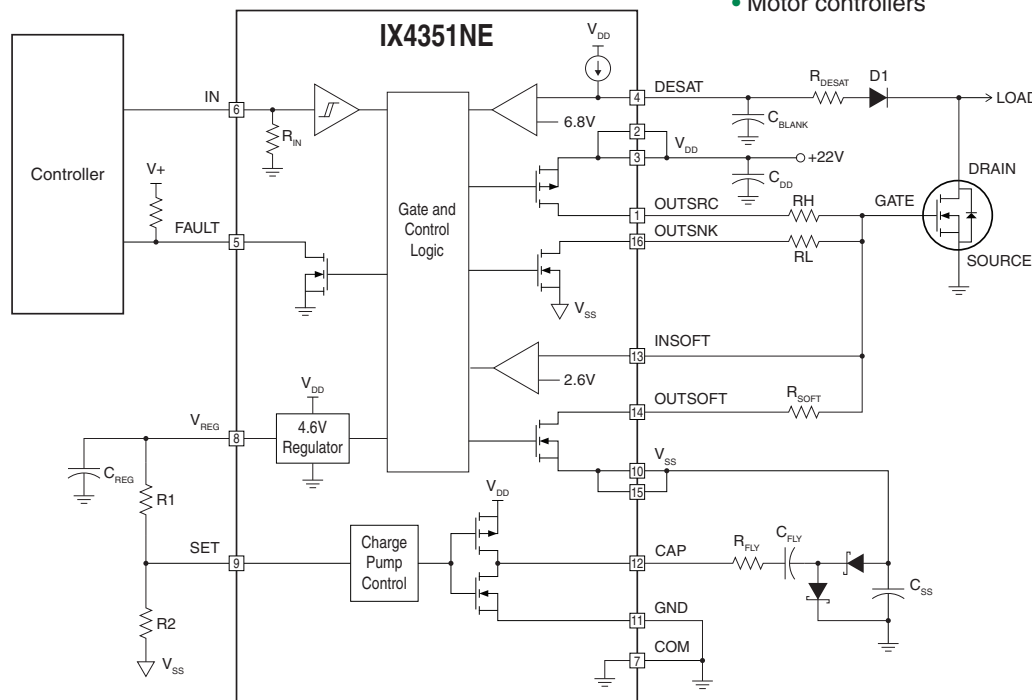 • Motor controllers
IX4351NE
V_DD
IN
6
R_IN
Controller
V+
FAULT
5
Gate and
Control
Logic
6.8V
4
DESAT
R_DESAT
D1
LOAD
C_BLANK
2
3
V_DD
+22V
C_DD
1
OUTSRC
RH
GATE
DRAIN
16
OUTSNK
RL
SOURCE
V_SS
13
INSOFT
2.6V
14
OUTSOFT
R_SOFT
V_DD
V_REG
8
4.6V
Regulator
C_REG
R1
10
V_SS
15
V_DD
SET
9
Charge
Pump
Control
12
CAP
R_FLY
C_FLY
C_SS
R2
V_SS
11
GND
7
COM